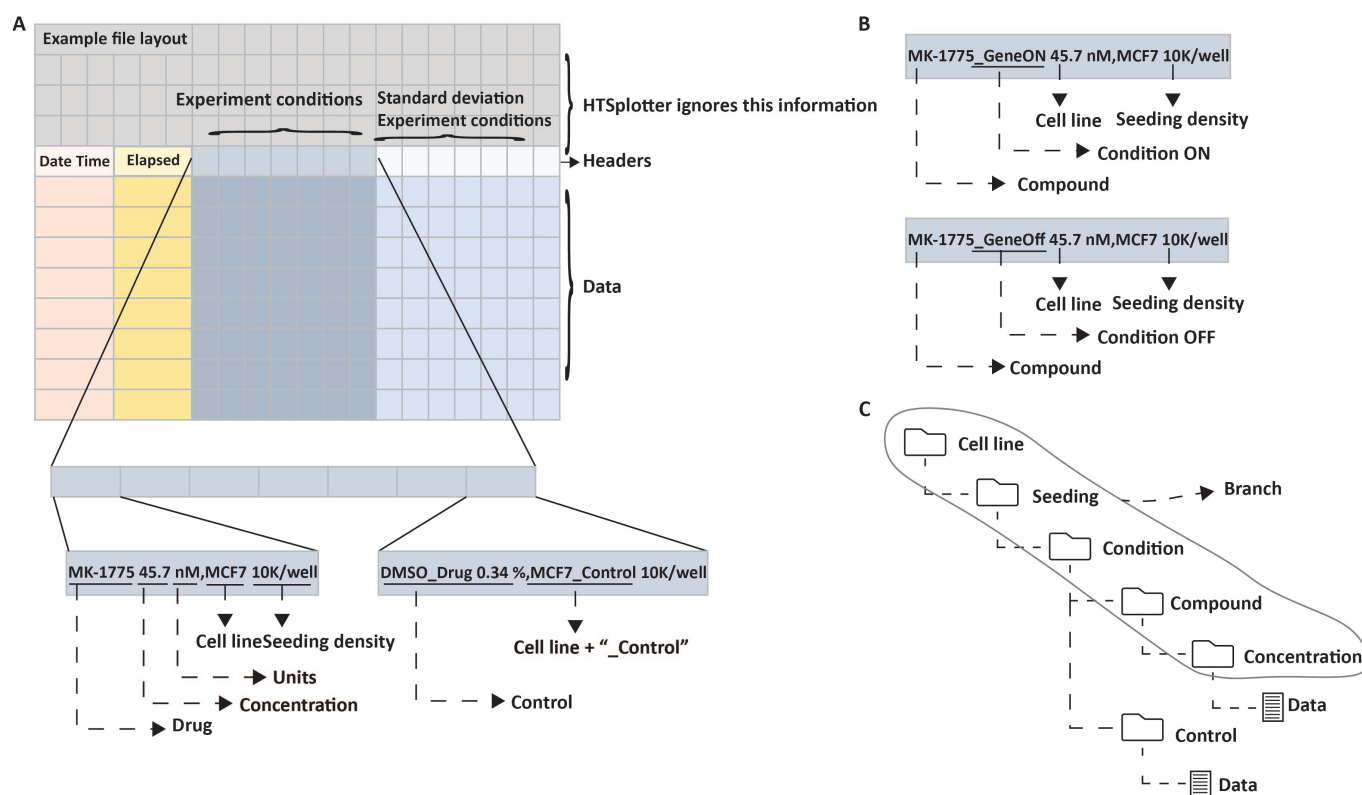 A
Example file layout
Experiment conditions
Standard deviation
Experiment conditions
HTSplotter ignores this information
Date Time
Elapsed
Headers
Data
MK-1775 45.7 nM,MCF7 10K/well
Cell line
Seeding density
Units
Concentration
Drug
DMSO_Drug 0.34 %,MCF7_Control 10K/well
Cell line + “_Control”
Control
B
MK-1775_GeneON 45.7 nM,MCF7 10K/well
Cell line
Seeding density
Condition ON
Compound
MK-1775_GeneOff 45.7 nM,MCF7 10K/well
Cell line
Seeding density
Condition OFF
Compound
C
Cell line
Seeding
Branch
Condition
Compound
Concentration
Data
Control
Data